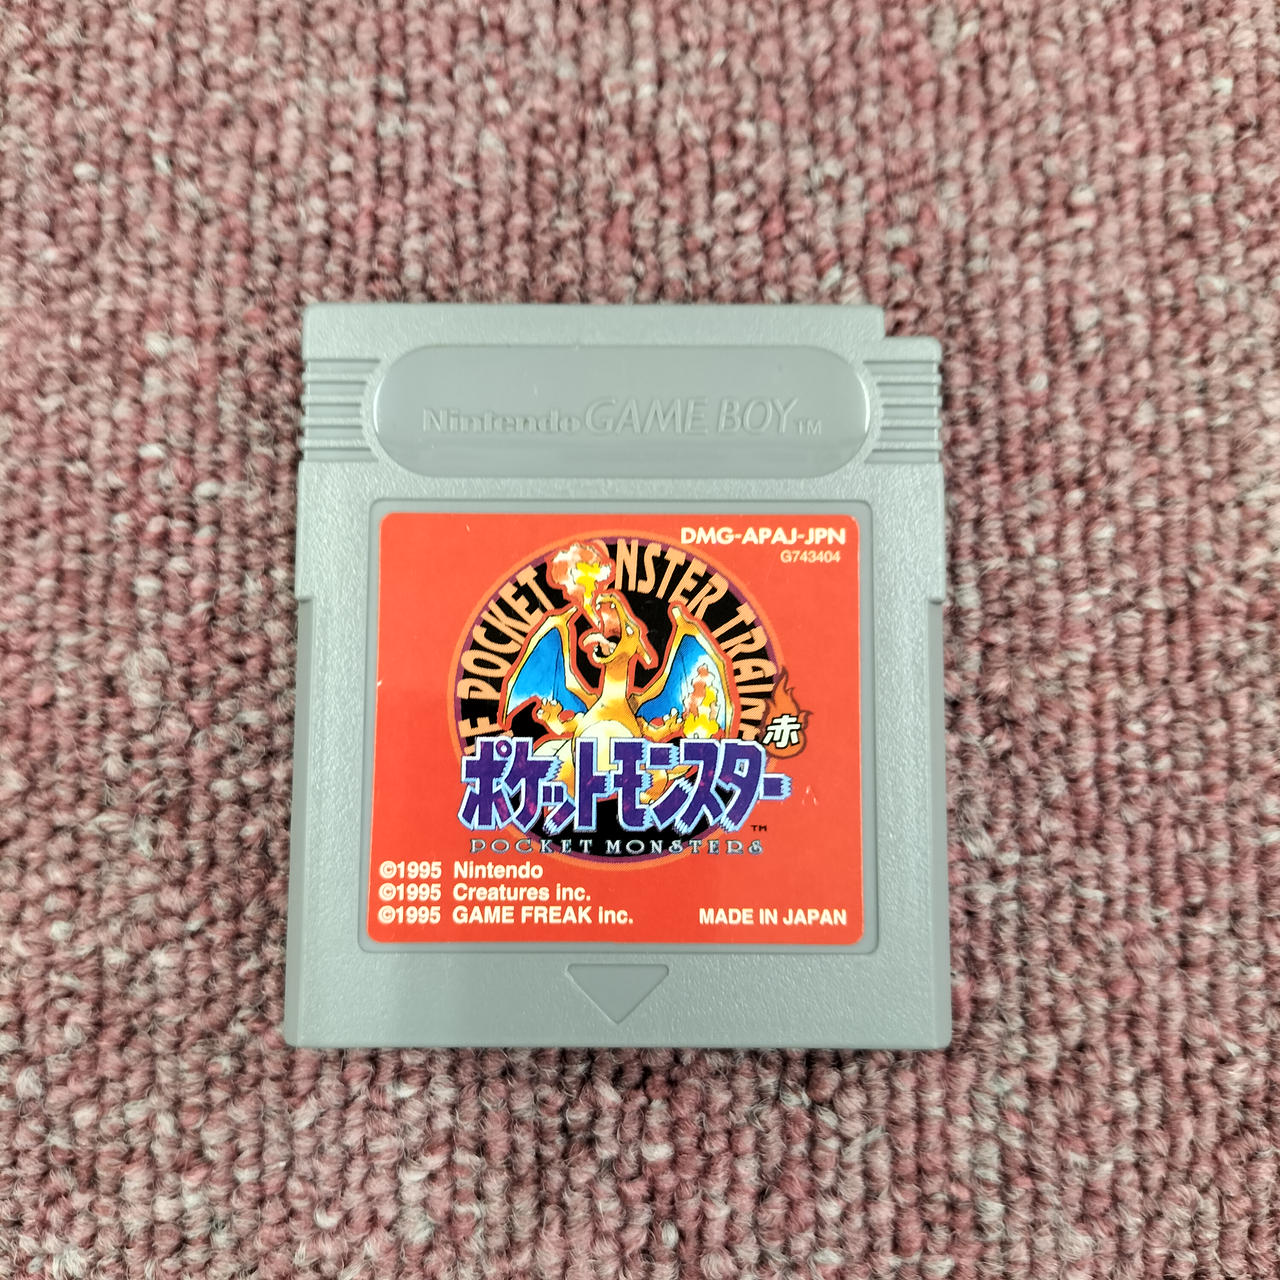 Nintendo GAME BOY TM
DMG-APAJ-JPN
G743404
POCKET NSTER TRAIN
赤
ポケットモンスター
TM
POCKET MONSTERS
©1995 Nintendo
©1995 Creatures inc.
©1995 GAME FREAK inc.
MADE IN JAPAN